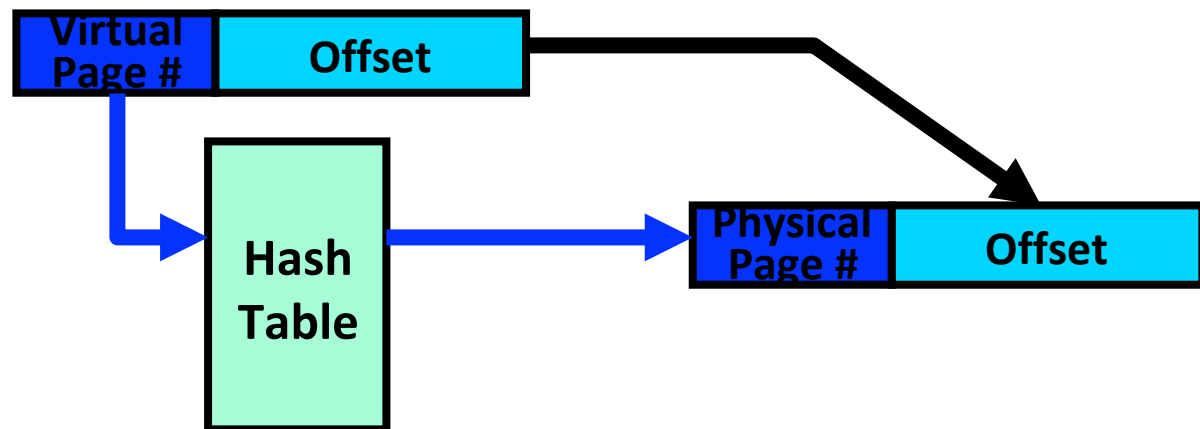 Virtual
Page #
Offset
Hash
Table
Physical
Page #
Offset